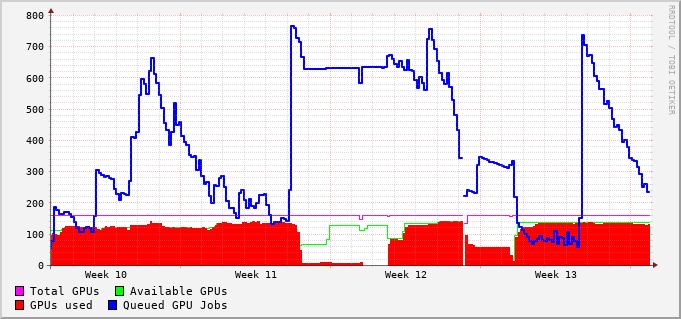 800
700
600
500
400
300
200
100
0
Week 10 Week 11 Week 12 Week 13
Total GPUs Available GPUs
GPUs used Queued GPU Jobs
RRDTOOL / TOBI OETIKER